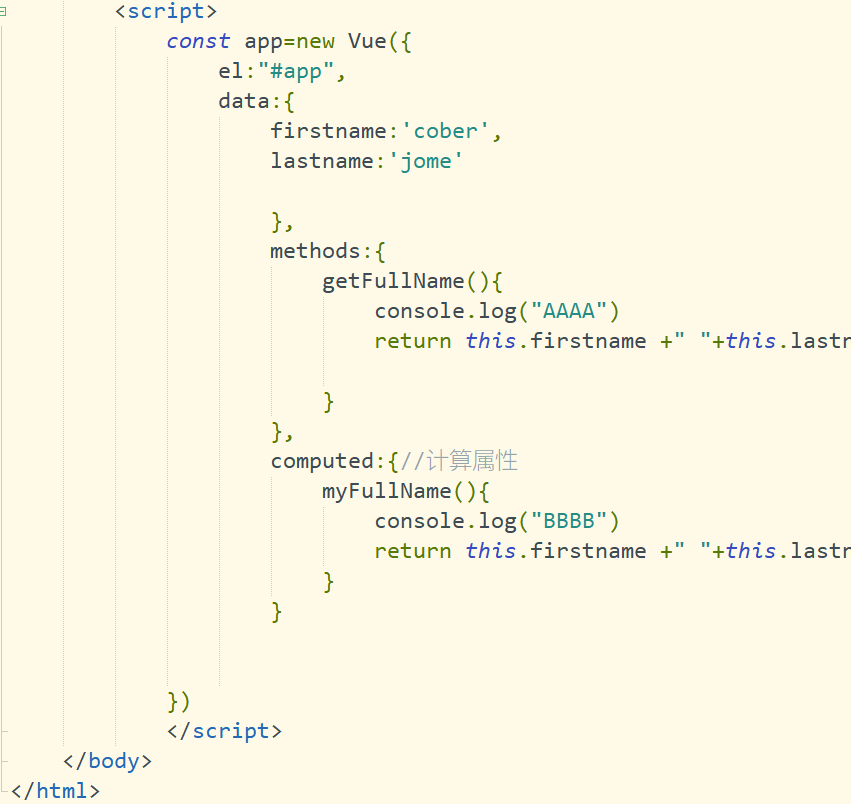 <script>
const app=new Vue({
el:"#app",
data:{
firstname:'cober',
lastname:'jome'
},
methods:{
getFullName(){
console.log("AAAA")
return this.firstname +" "+this.lastr
}
},
computed:{//计算属性
myFullName(){
console.log("BBBB")
return this.firstname +" "+this.lastr
}
}
})
</script>
</body>
</html>